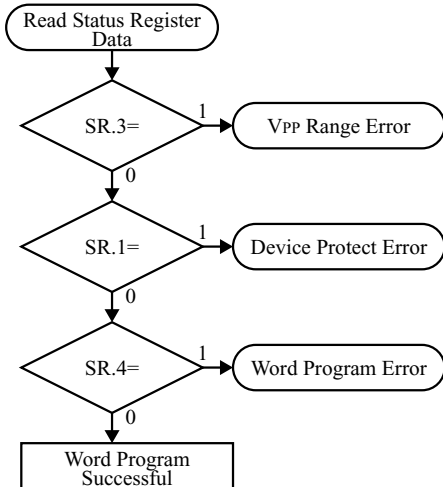 Read Status Register
Data
SR.3=
1
VPP Range Error
0
SR.1=
1
Device Protect Error
0
SR.4=
1
Word Program Error
0
Word Program
Successful